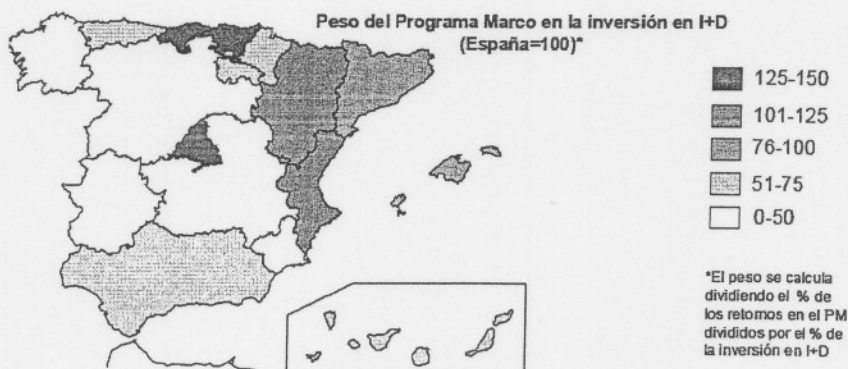 Peso del Programa Marco en la inversión en I+D
(España=100)*
125-150
101-125
76-100
51-75
0-50
*El peso se calcula
dividiendo el % de
los retornos en el PM
divididos por el % de
la inversión en I+D